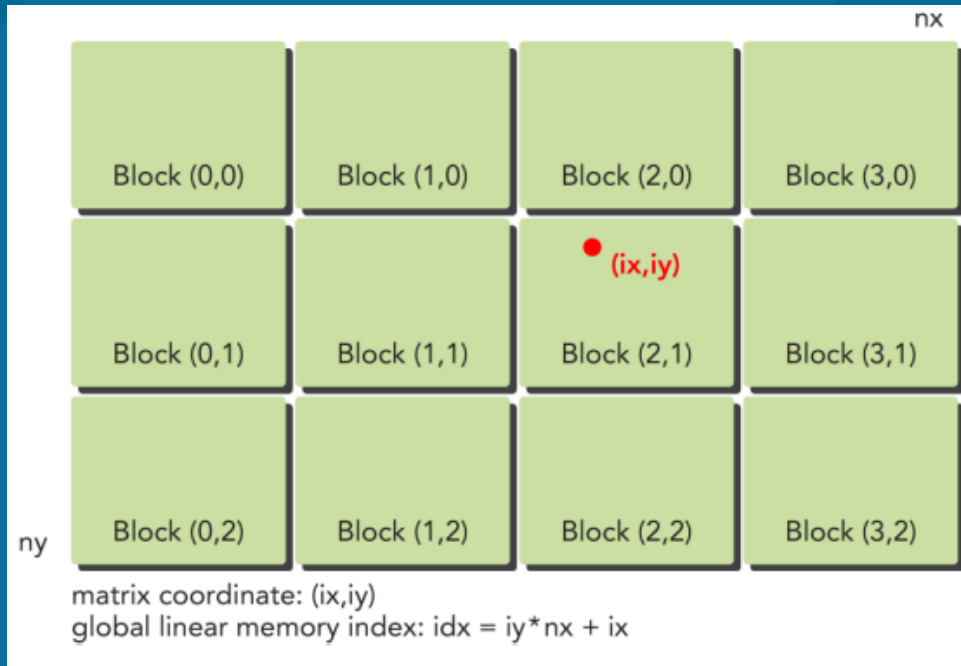 nx
Block (0,0) Block (1,0) Block (2,0) Block (3,0)
(ix,iy)
Block (0,1) Block (1,1) Block (2,1) Block (3,1)
Block (0,2) Block (1,2) Block (2,2) Block (3,2)
ny
matrix coordinate: (ix,iy)
global linear memory index: idx = iy*nx + ix